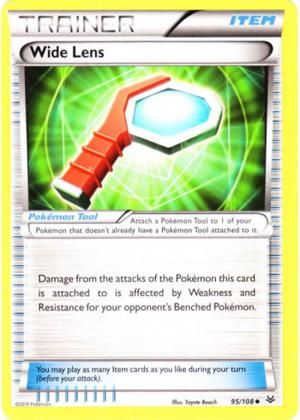 TRAINER
ITEM
Wide Lens
Pokémon Tool
Attach a Pokémon Tool to 1 of your
Pokémon that doesn't already have a Pokémon Tool attached to it.
Damage from the attacks of the Pokémon this card
is attached to is affected by Weakness and
Resistance for your opponent's Benched Pokémon.
You may play as many Item cards as you like during your turn
(before your attack).
©2015 Pokémon
Illus. Toyste Beach
95/108